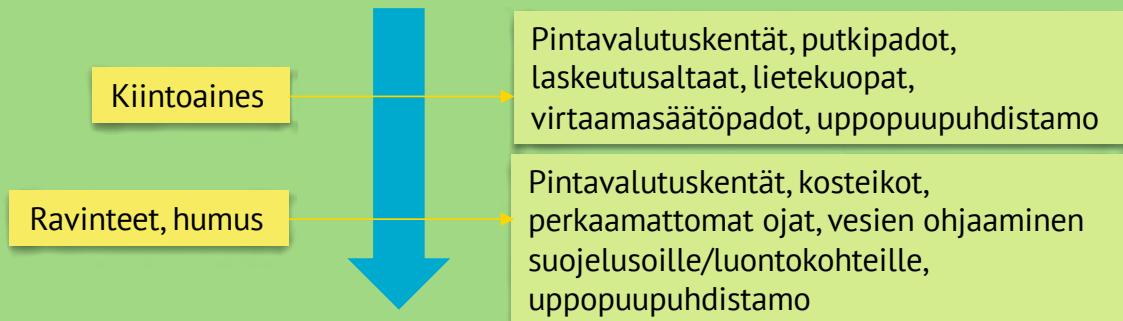 Kiintoaines
Pintavalutuskentät, putkipadot,
laskeutusaltaat, lietekuopat,
virtaamasäätöpadot, uppopuupuhdistamo
Ravinteet, humus
Pintavalutuskentät, kosteikot,
perkaamattomat ojat, vesien ohjaaminen
suojelusoille/luontokohteille,
uppopuupuhdistamo